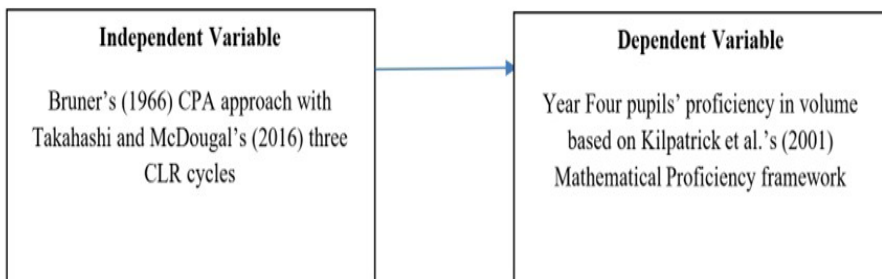 Independent Variable
Bruner's (1966) CPA approach with
Takahashi and McDougal's (2016) three
CLR cycles
Dependent Variable
Year Four pupils' proficiency in volume
based on Kilpatrick et al.'s (2001)
Mathematical Proficiency framework